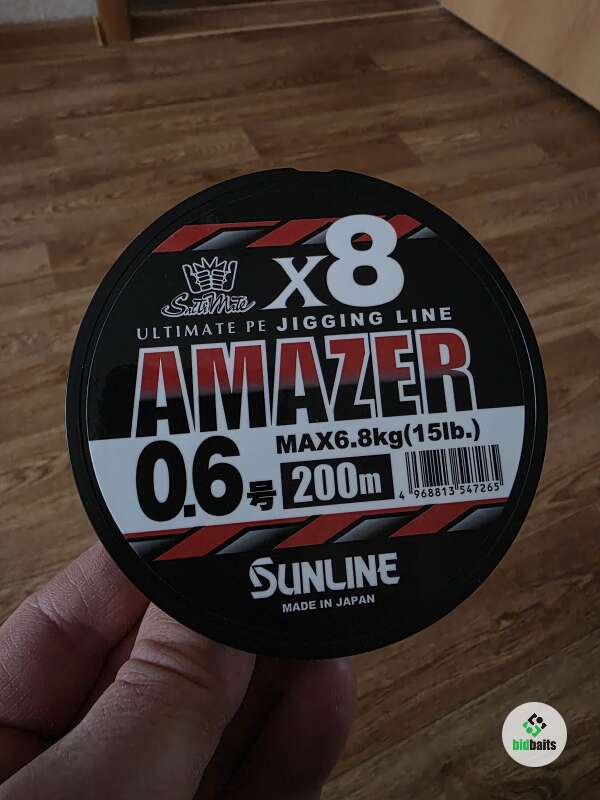 x8
SaltiMate
ULTIMATE PE JIGGING LINE
AMAZER
MAX6.8kg(15lb.)
0.6号 200m
4 968813 547265
SUNLINE
MADE IN JAPAN
bidbaits